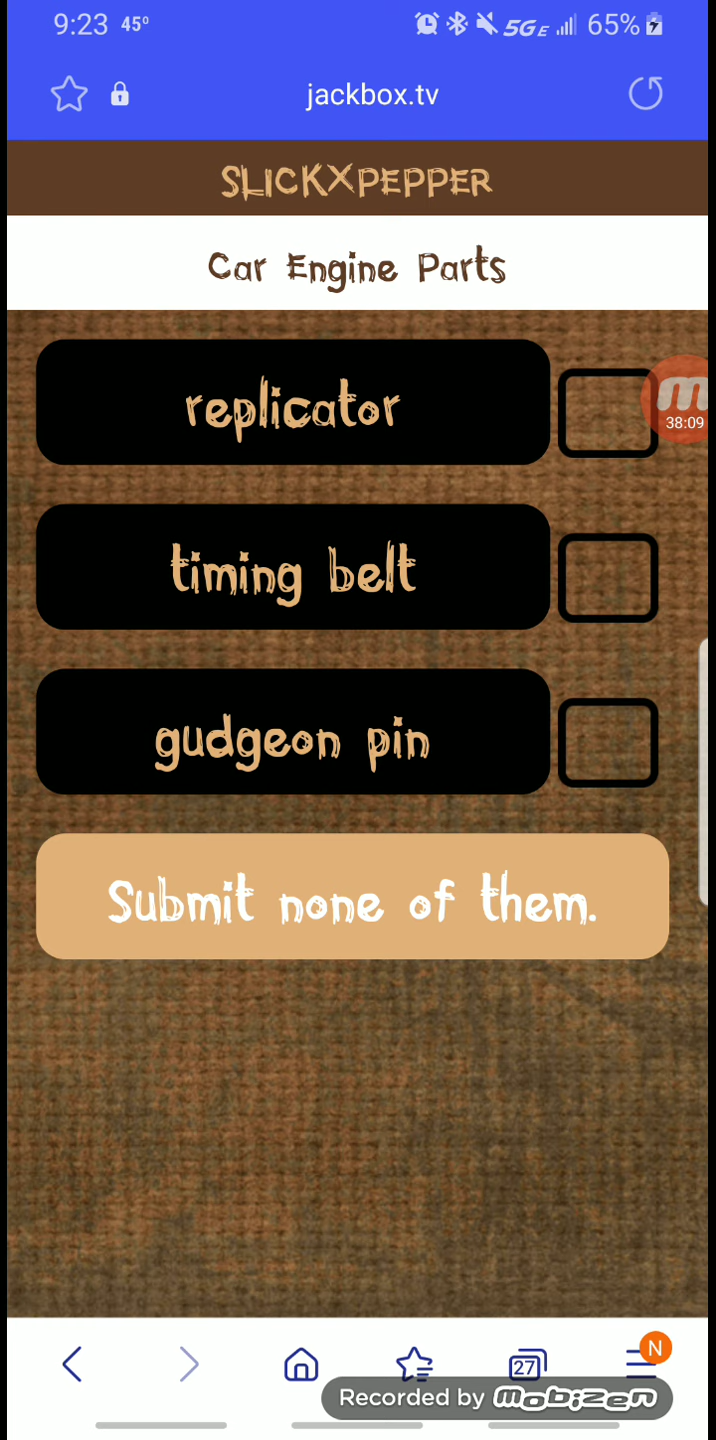 9:23 45° 5GE 65%
jackbox.tv
SLICKXPEPPER
Car Engine Parts
replicator
m
38:09
timing belt
gudgeon pin
Submit none of them.
N
27
Recorded by mobizen